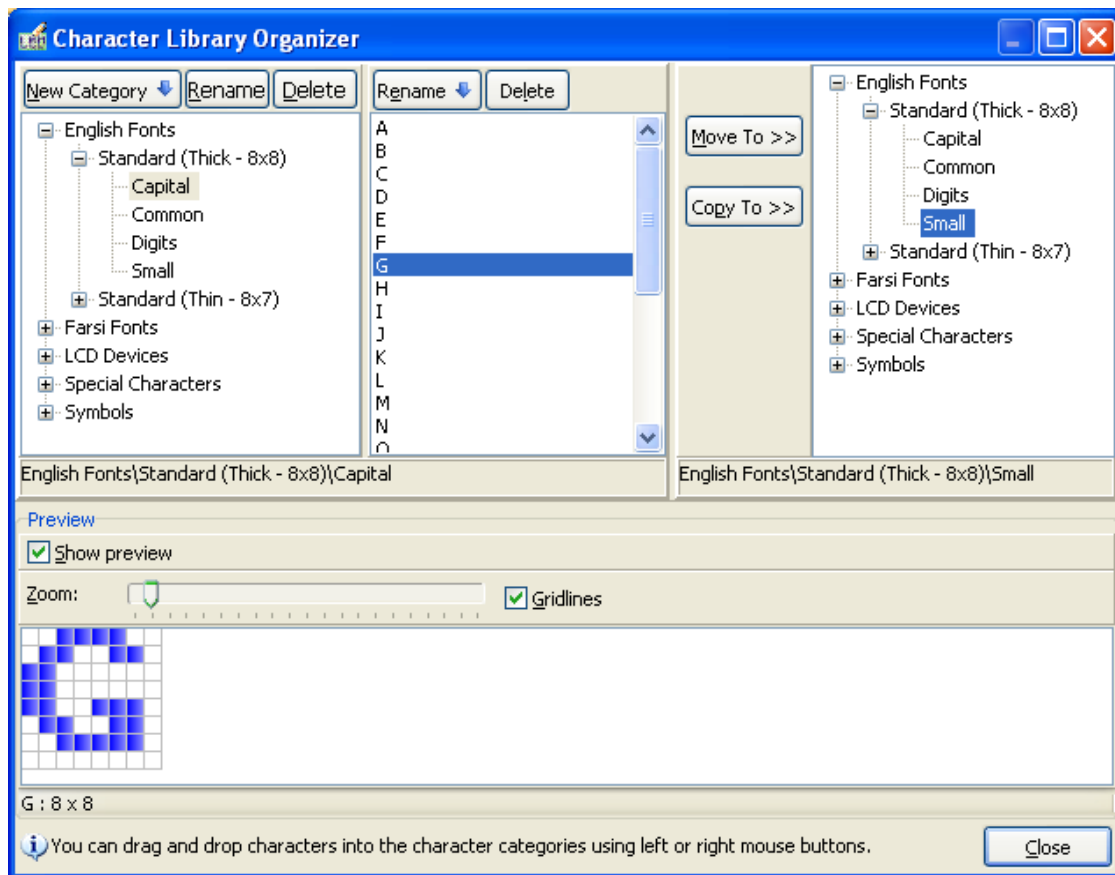 Character Library Organizer
New Category Rename Delete
English Fonts
Standard (Thick - 8x8)
Capital
Common
Digits
Small
Standard (Thin - 8x7)
Farsi Fonts
LCD Devices
Special Characters
Symbols
English Fonts\Standard (Thick - 8x8)\Capital
Rename Delete
A
B
C
D
E
F
G
H
I
J
K
L
M
N
Move To >>
Copy To >>
English Fonts
Standard (Thick - 8x8)
Capital
Common
Digits
Small
Standard (Thin - 8x7)
Farsi Fonts
LCD Devices
Special Characters
Symbols
English Fonts\Standard (Thick - 8x8)\Small
Preview
Show preview
Zoom:
Gridlines
G
G : 8 x 8
You can drag and drop characters into the character categories using left or right mouse buttons.
Close